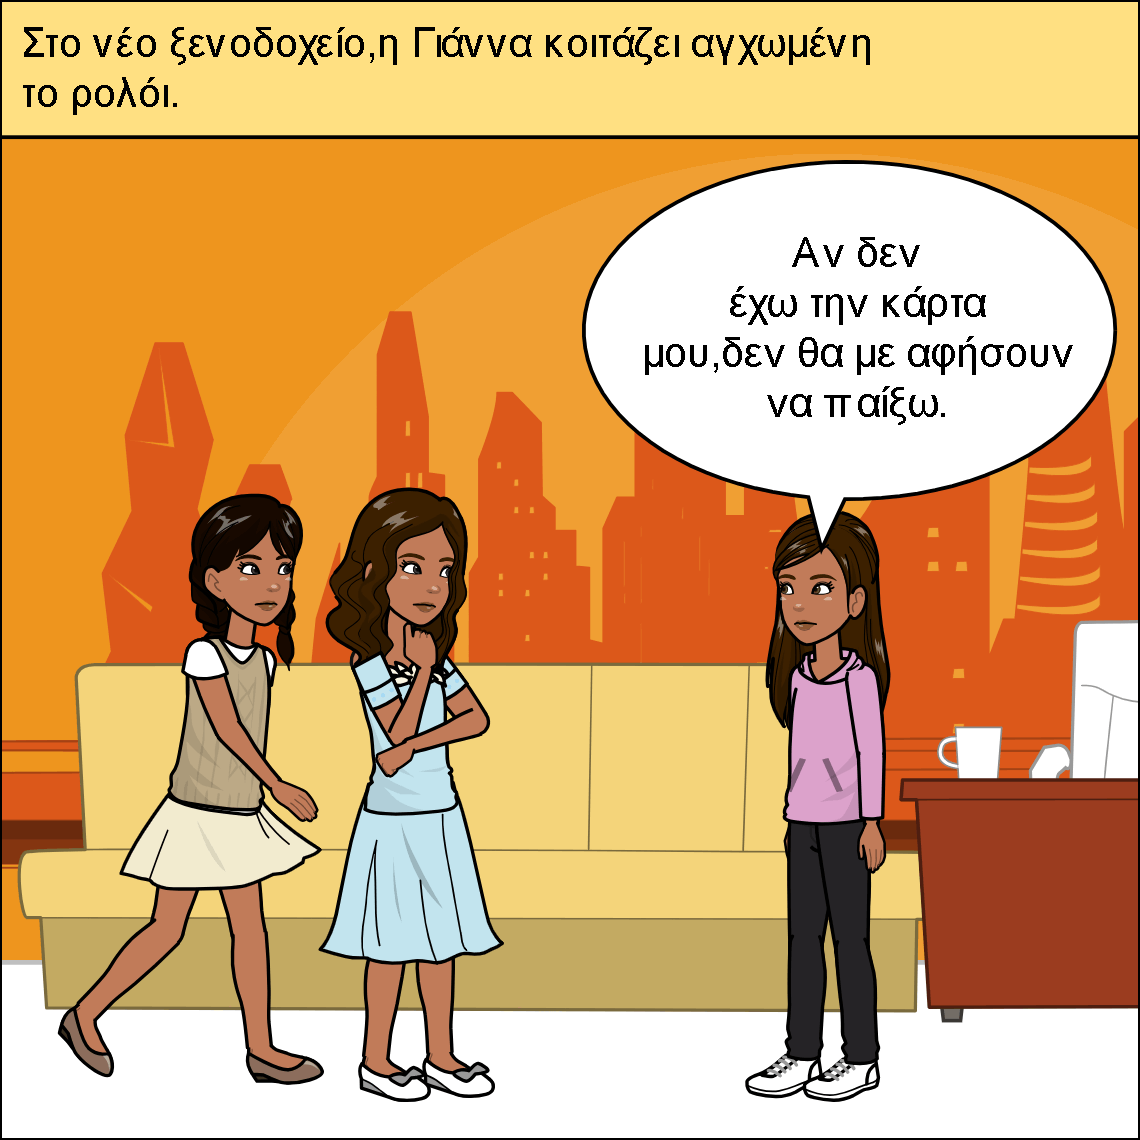 Στο νέο ξενοδοχείο,η Γιάννα κοιτάζει αγχωμένη
το ρολόι.
Αν δεν
έχω την κάρτα
μου,δεν θα με αφήσουν
να παίξω.